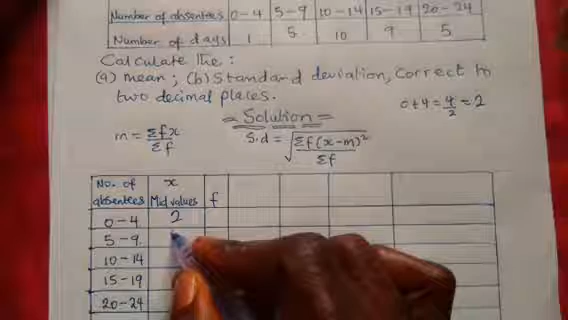 Number of absentees 0-4 5-9 10-14 15-19 20-24
Number of days 1 5 10 9 5
Calculate the:
(a) mean; (b) Standard deviation, correct to
two decimal places.
0+4=4/2=2
Solution
m = Σfx/Σf
S.d = √Σf(x-m)²/Σf
No. of absentees x Mid values f
0-4 2
5-9
10-14
15-19
20-24